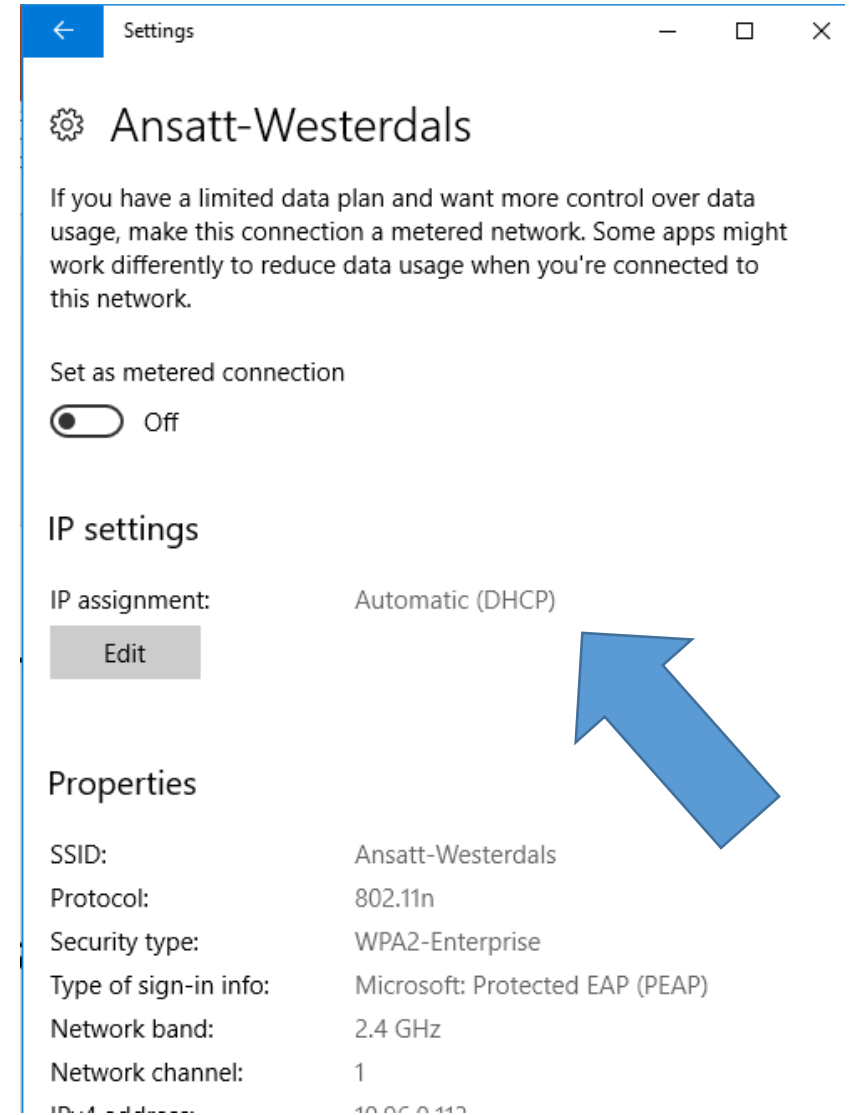 Settings
Ansatt-Westerdals
If you have a limited data plan and want more control over data
usage, make this connection a metered network. Some apps might
work differently to reduce data usage when you're connected to
this network.
Set as metered connection
Off
IP settings
IP assignment: Automatic (DHCP)
Edit
Properties
SSID: Ansatt-Westerdals
Protocol: 802.11n
Security type: WPA2-Enterprise
Type of sign-in info: Microsoft: Protected EAP (PEAP)
Network band: 2.4 GHz
Network channel: 1
IPv4 address: